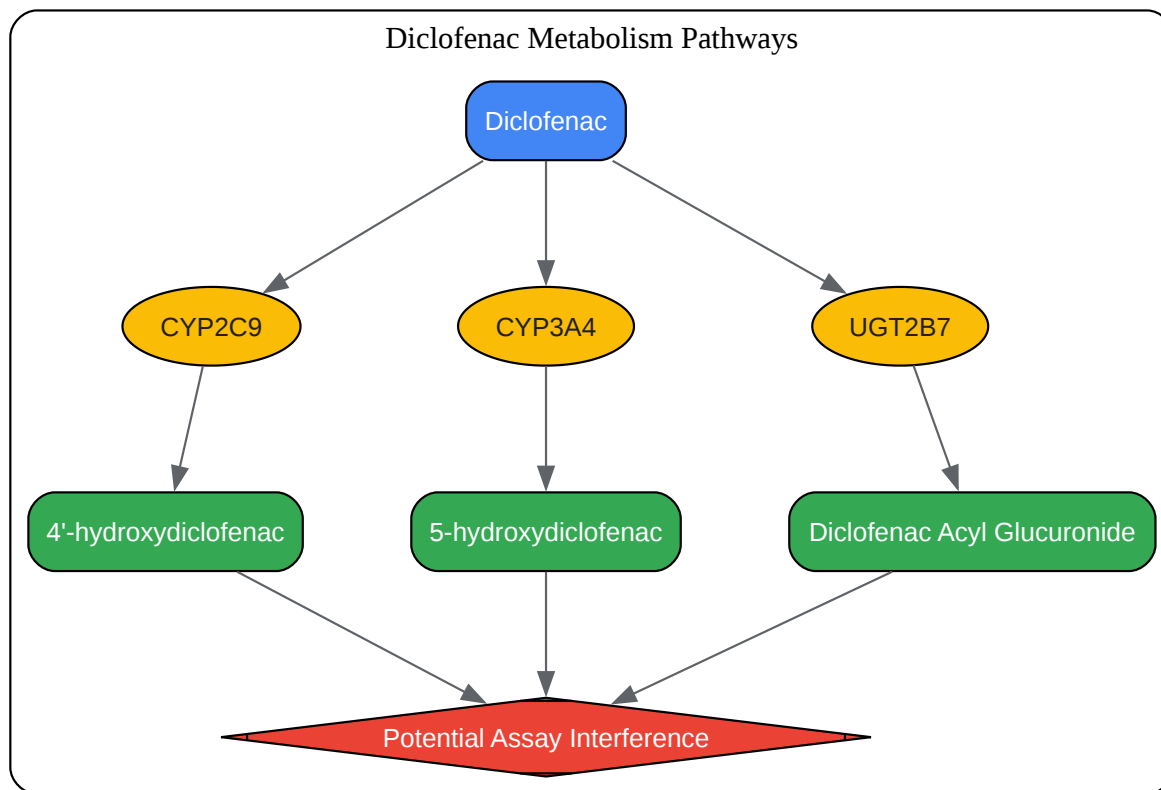 Diclofenac Metabolism Pathways
Diclofenac
CYP2C9
CYP3A4
UGT2B7
4'-hydroxydiclofenac
5-hydroxydiclofenac
Diclofenac Acyl Glucuronide
Potential Assay Interference